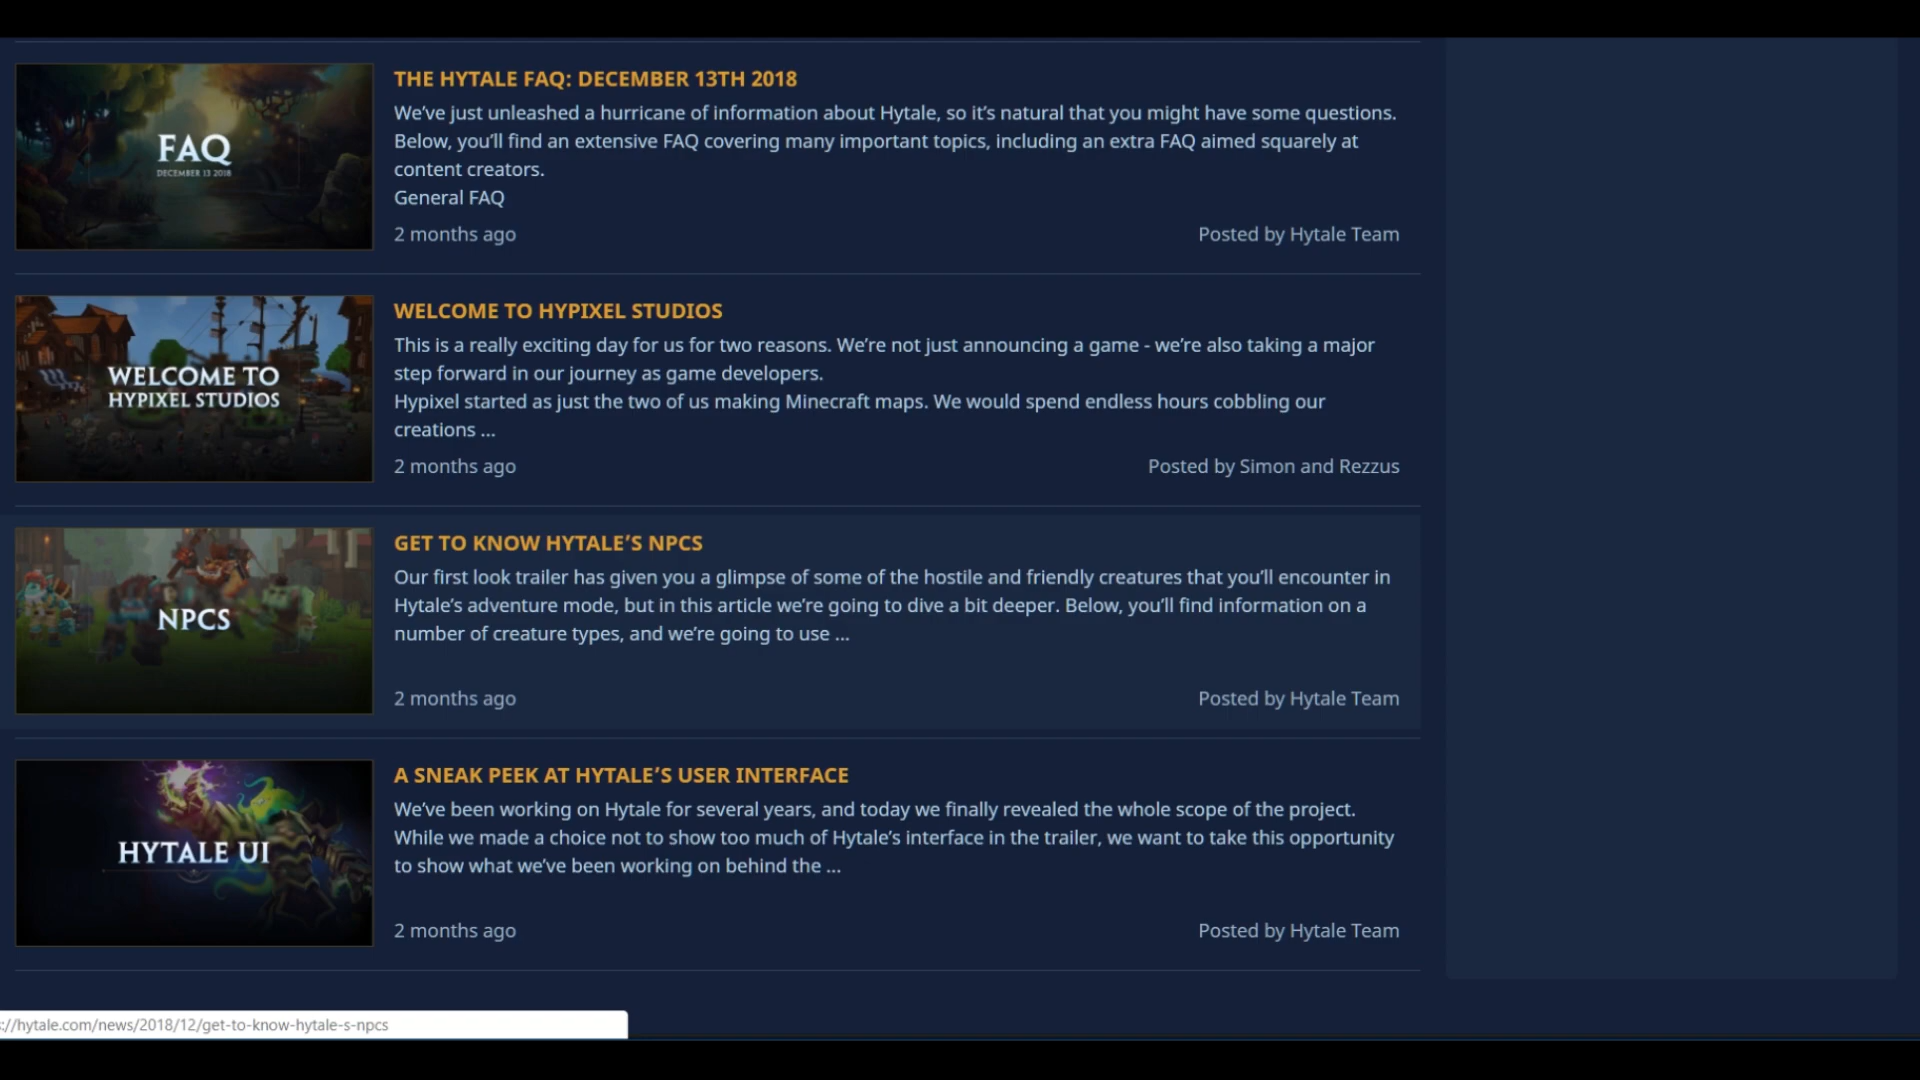 FAQ
DECEMBER 13 2018
THE HYTALE FAQ: DECEMBER 13TH 2018
We've just unleashed a hurricane of information about Hytale, so it's natural that you might have some questions.
Below, you'll find an extensive FAQ covering many important topics, including an extra FAQ aimed squarely at
content creators.
General FAQ
2 months ago
Posted by Hytale Team
WELCOME TO
HYPIXEL STUDIOS
WELCOME TO HYPIXEL STUDIOS
This is a really exciting day for us for two reasons. We're not just announcing a game - we're also taking a major
step forward in our journey as game developers.
Hypixel started as just the two of us making Minecraft maps. We would spend endless hours cobbling our
creations ...
2 months ago
Posted by Simon and Rezzus
NPCS
GET TO KNOW HYTALE'S NPCS
Our first look trailer has given you a glimpse of some of the hostile and friendly creatures that you'll encounter in
Hytale's adventure mode, but in this article we're going to dive a bit deeper. Below, you'll find information on a
number of creature types, and we're going to use ...
2 months ago
Posted by Hytale Team
HYTALE UI
A SNEAK PEEK AT HYTALE'S USER INTERFACE
We've been working on Hytale for several years, and today we finally revealed the whole scope of the project.
While we made a choice not to show too much of Hytale's interface in the trailer, we want to take this opportunity
to show what we've been working on behind the ...
2 months ago
Posted by Hytale Team
://hytale.com/news/2018/12/get-to-know-hytale-s-npcs